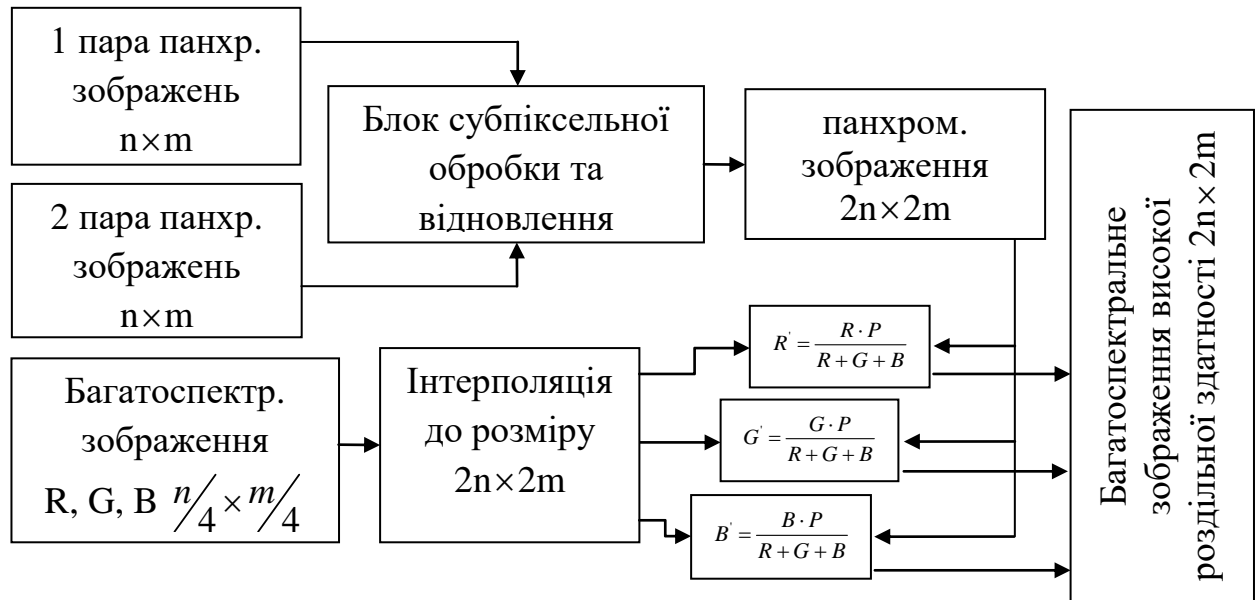 1 пара панхр.
зображень
n×m
2 пара панхр.
зображень
n×m
Блок субпіксельної
обробки та
відновлення
панхром.
зображення
2n×2m
Багатоспектр.
зображення
R, G, B n/4 × m/4
Інтерполяція
до розміру
2n×2m
R' = R · P / R + G + B
G' = G · P / R + G + B
B' = B · P / R + G + B
Багатоспектральне
зображення високої
роздільної здатності 2n×2m